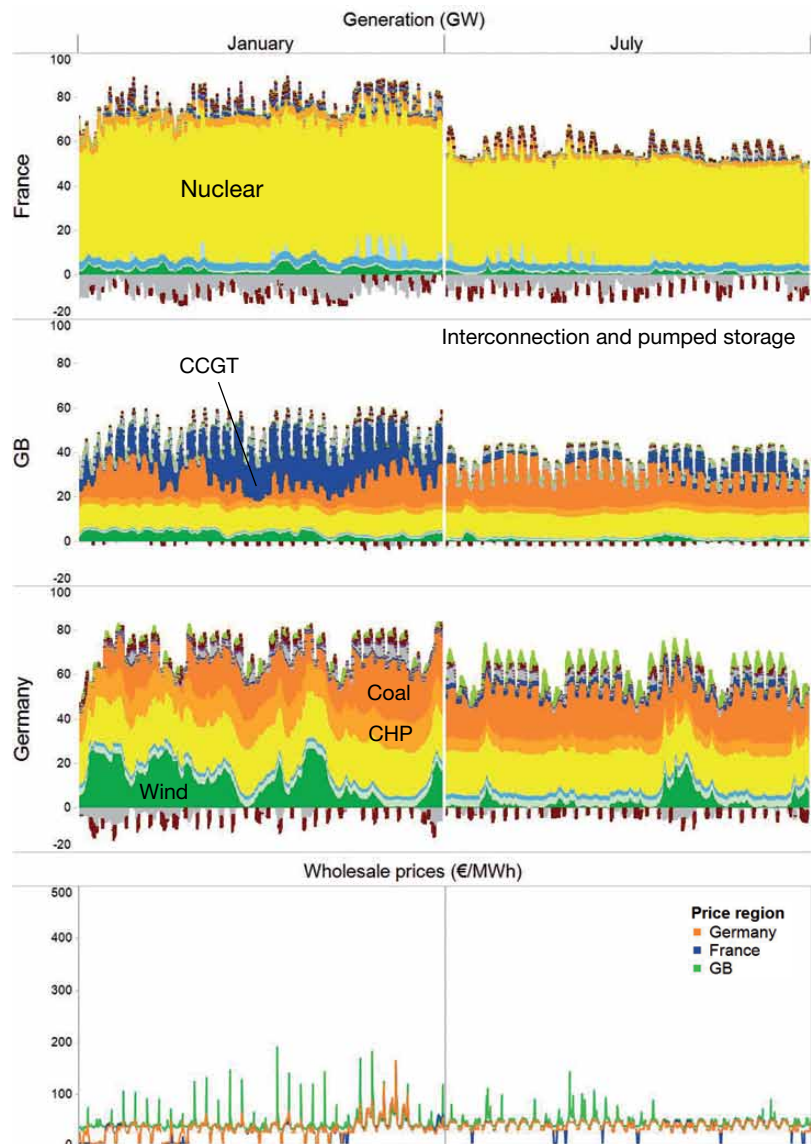 Generation (GW)
January
July
France
100
80
60
40
20
0
-20
Nuclear
GB
100
80
60
40
20
0
-20
CCGT
Interconnection and pumped storage
Germany
100
80
60
40
20
0
-20
Coal
CHP
Wind
Wholesale prices (€/MWh)
500
400
300
200
100
0
Price region
Germany
France
GB